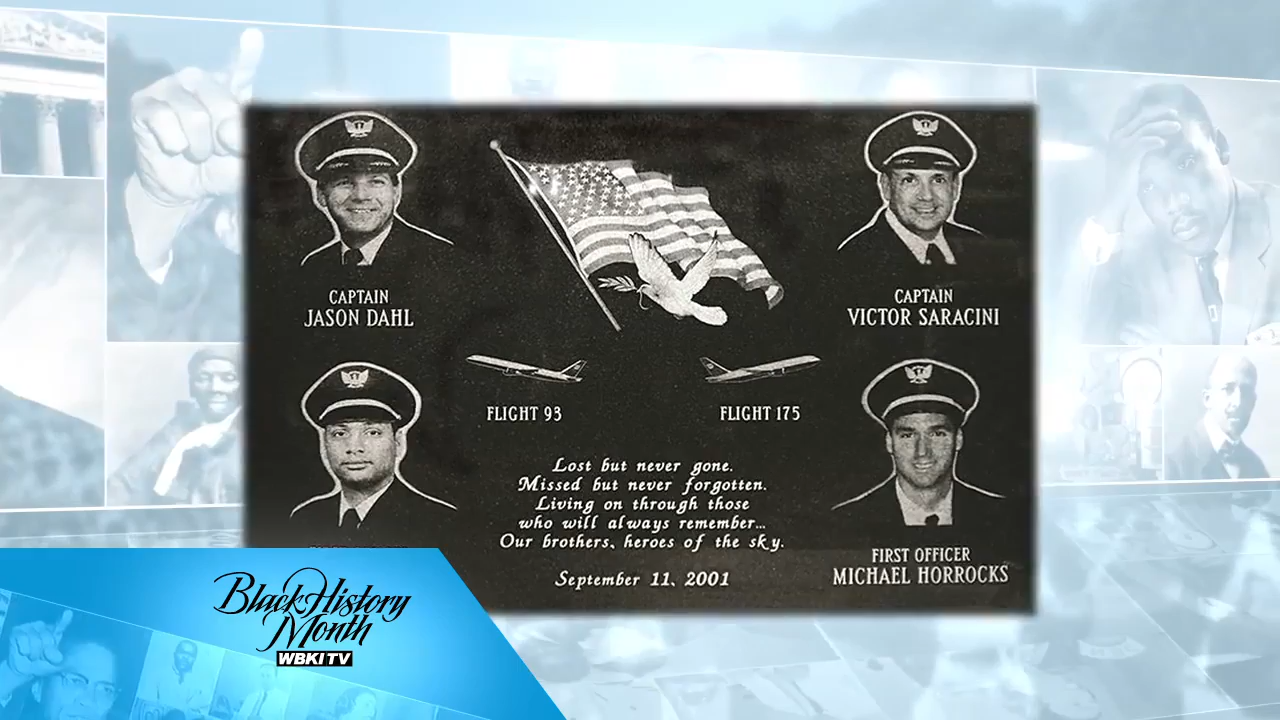 CAPTAIN
JASON DAHL
CAPTAIN
VICTOR SARACINI
FLIGHT 93
FLIGHT 175
Lost but never gone.
Missed but never forgotten.
Living on through those
who will always remember...
Our brothers, heroes of the sky.
September 11, 2001
FIRST OFFICER
MICHAEL HORROCKS
Black History
Month
WBKI TV